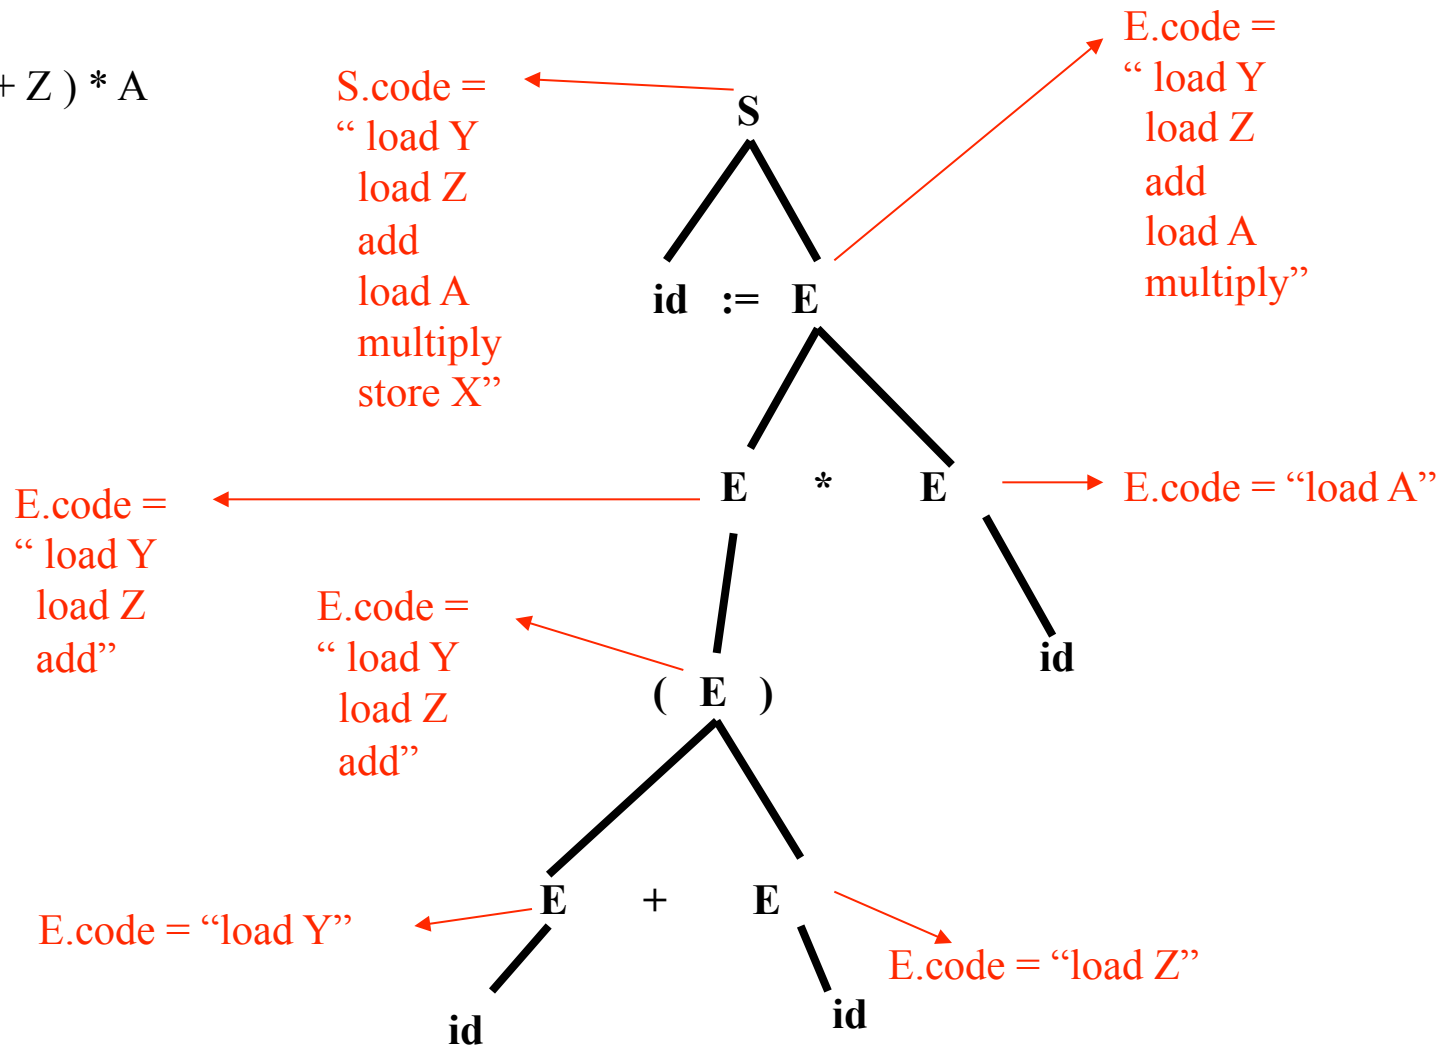 + Z ) * A
S.code =
“ load Y
load Z
add
load A
multiply
store X”
E.code =
“ load Y
load Z
add
load A
multiply”
S
id := E
E * E
E.code = “load A”
E.code =
“ load Y
load Z
add”
E.code =
“ load Y
load Z
add”
id
( E )
E + E
E.code = “load Y”
E.code = “load Z”
id
id